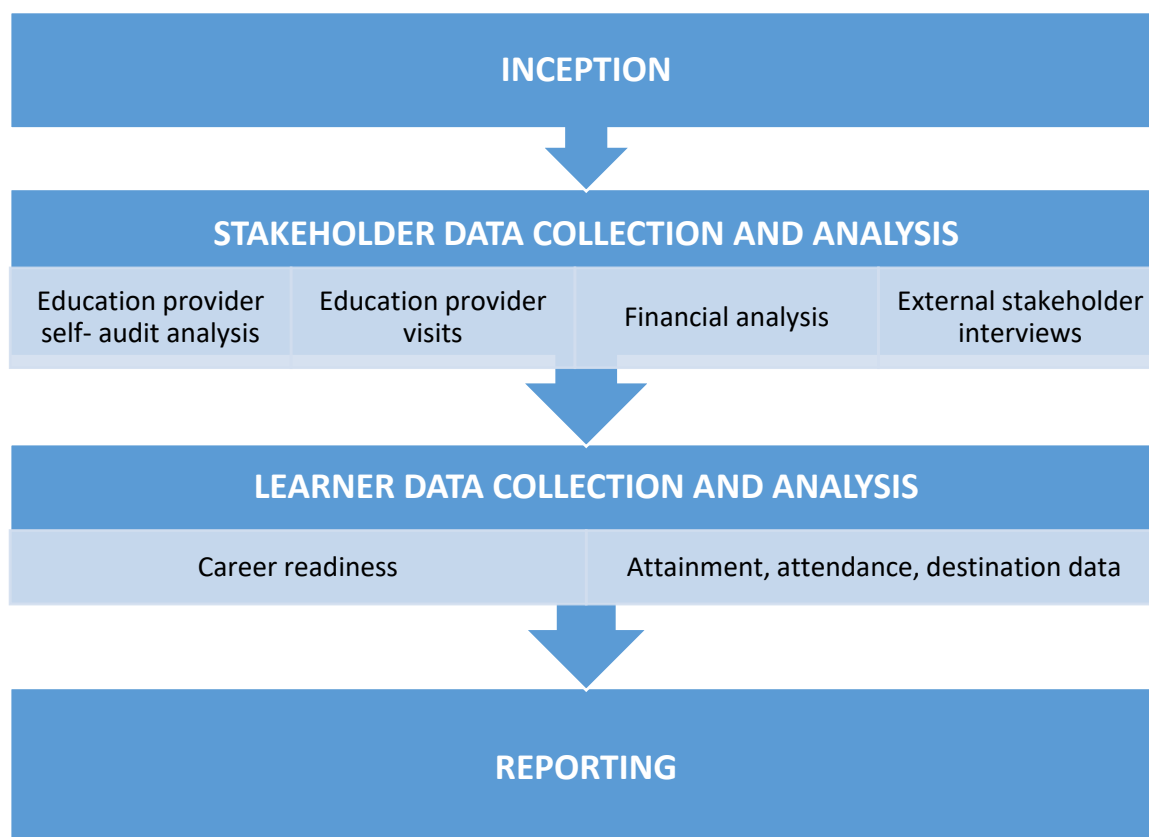 INCEPTION
STAKEHOLDER DATA COLLECTION AND ANALYSIS
Education provider
self- audit analysis
Education provider
visits
Financial analysis
External stakeholder
interviews
LEARNER DATA COLLECTION AND ANALYSIS
Career readiness
Attainment, attendance, destination data
REPORTING